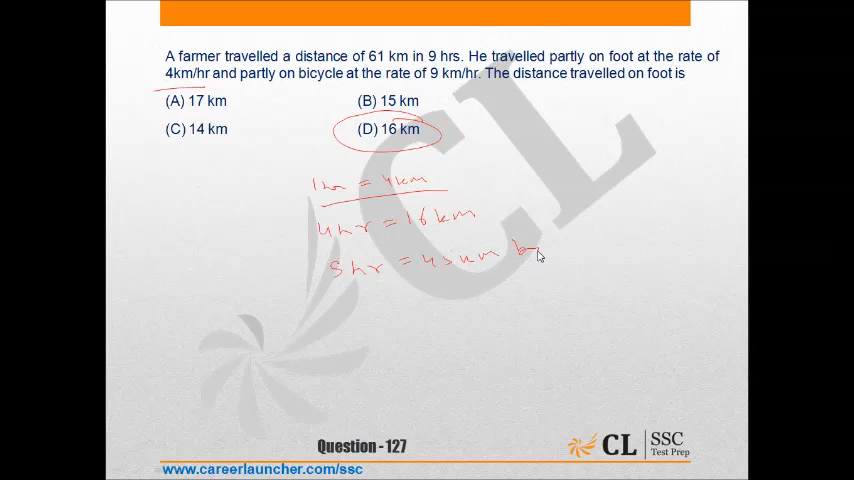 A farmer travelled a distance of 61 km in 9 hrs. He travelled partly on foot at the rate of
4km/hr and partly on bicycle at the rate of 9 km/hr. The distance travelled on foot is
(A) 17 km (B) 15 km
(C) 14 km (D) 16 km
1hr = 4km
4hr = 16km
5hr = 45km
CL
Question - 127
CL SSC
Test Prep
www.careerlauncher.com/ssc